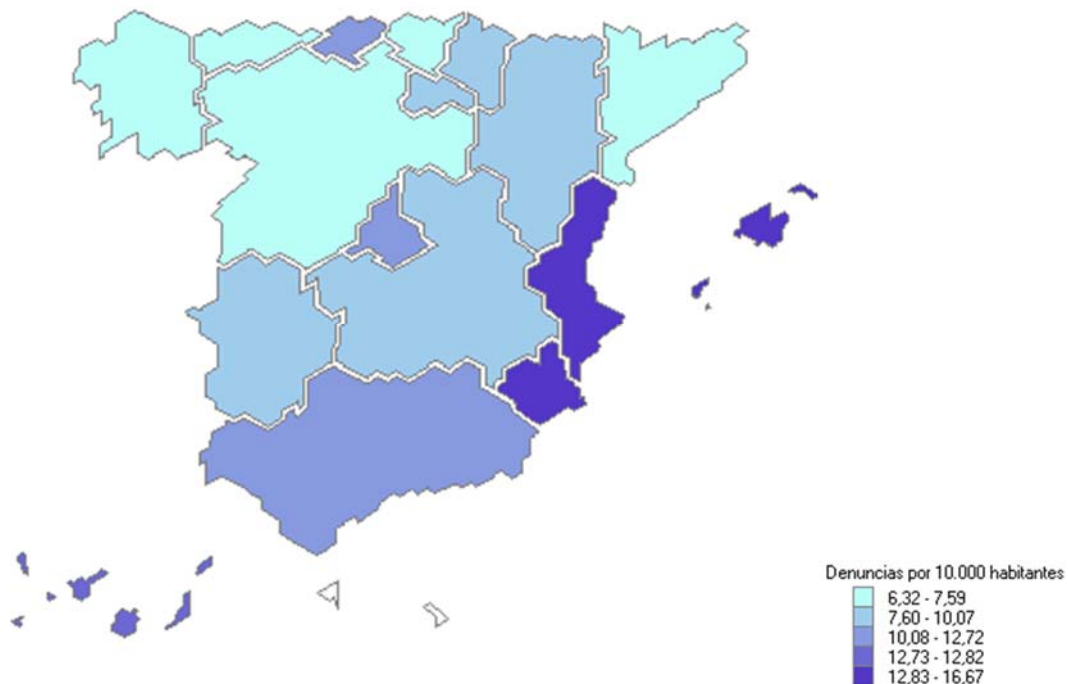 Denuncias por 10.000 habitantes
6,32 - 7,59
7,60 - 10,07
10,08 - 12,72
12,73 - 12,82
12,83 - 16,67